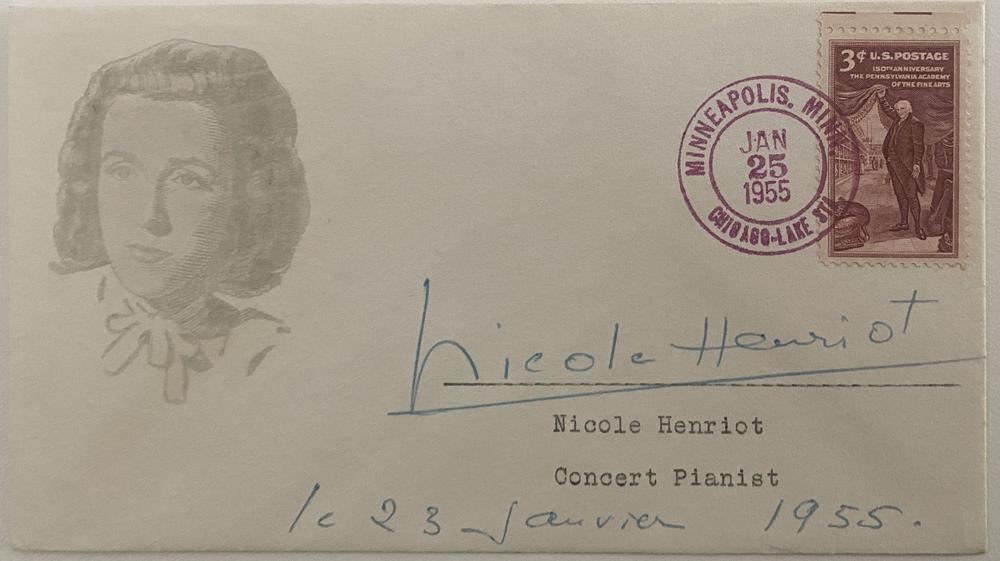 3¢ U.S. POSTAGE
150TH ANNIVERSARY
THE PENNSYLVANIA ACADEMY
OF THE FINE ARTS
MINNEAPOLIS, MINN.
JAN
25
1955
CHICAGO-LAKE STA.
Nicole Henriot
Nicole Henriot
Concert Pianist
le 23 janvier 1955.